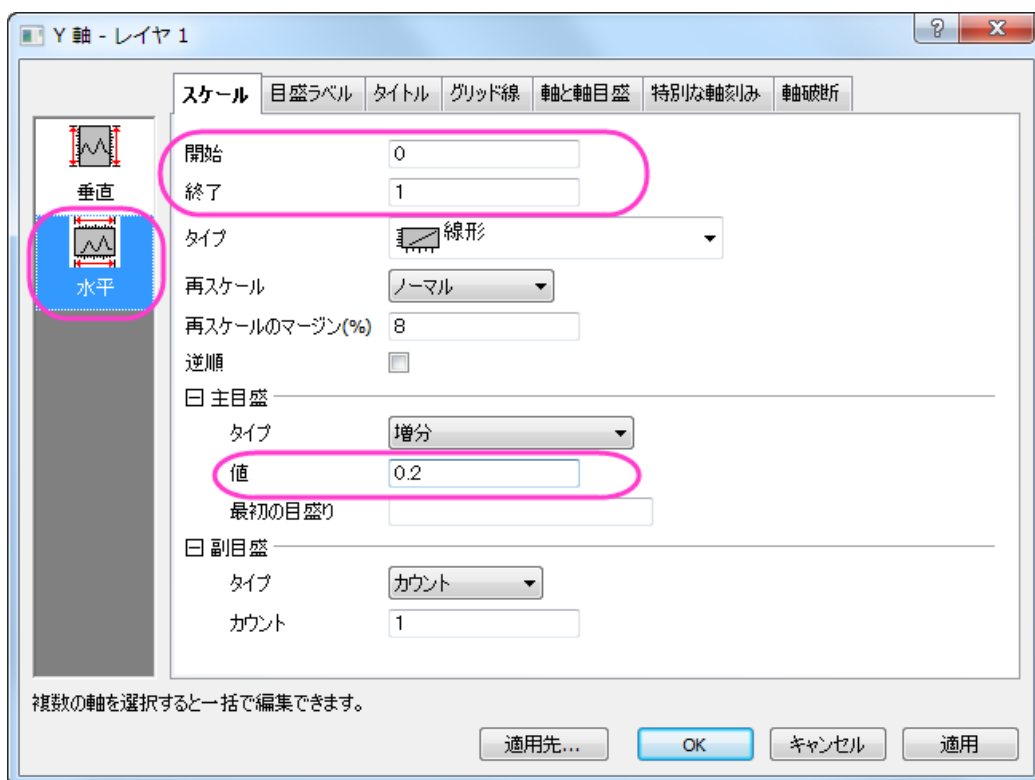 Y 軸 - レイヤ 1
スケール 目盛ラベル タイトル グリッド線 軸と軸目盛 特別な軸刻み 軸破断
垂直
水平
開始 0
終了 1
タイプ 線形
再スケール ノーマル
再スケールのマージン(%) 8
逆順
主目盛
タイプ 増分
値 0.2
最初の目盛り
副目盛
タイプ カウント
カウント 1
複数の軸を選択すると一括で編集できます。
適用先... OK キャンセル 適用